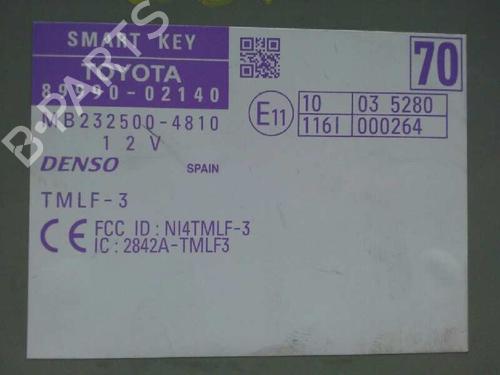 SMART KEY
TOYOTA
89990-02140
MB232500-4810
12V
DENSO SPAIN
TMLF-3
CE FCC ID : NI4TMLF-3
IC : 2842A-TMLF3
70
E11
10 03 5280
116I 000264
B-PARTS